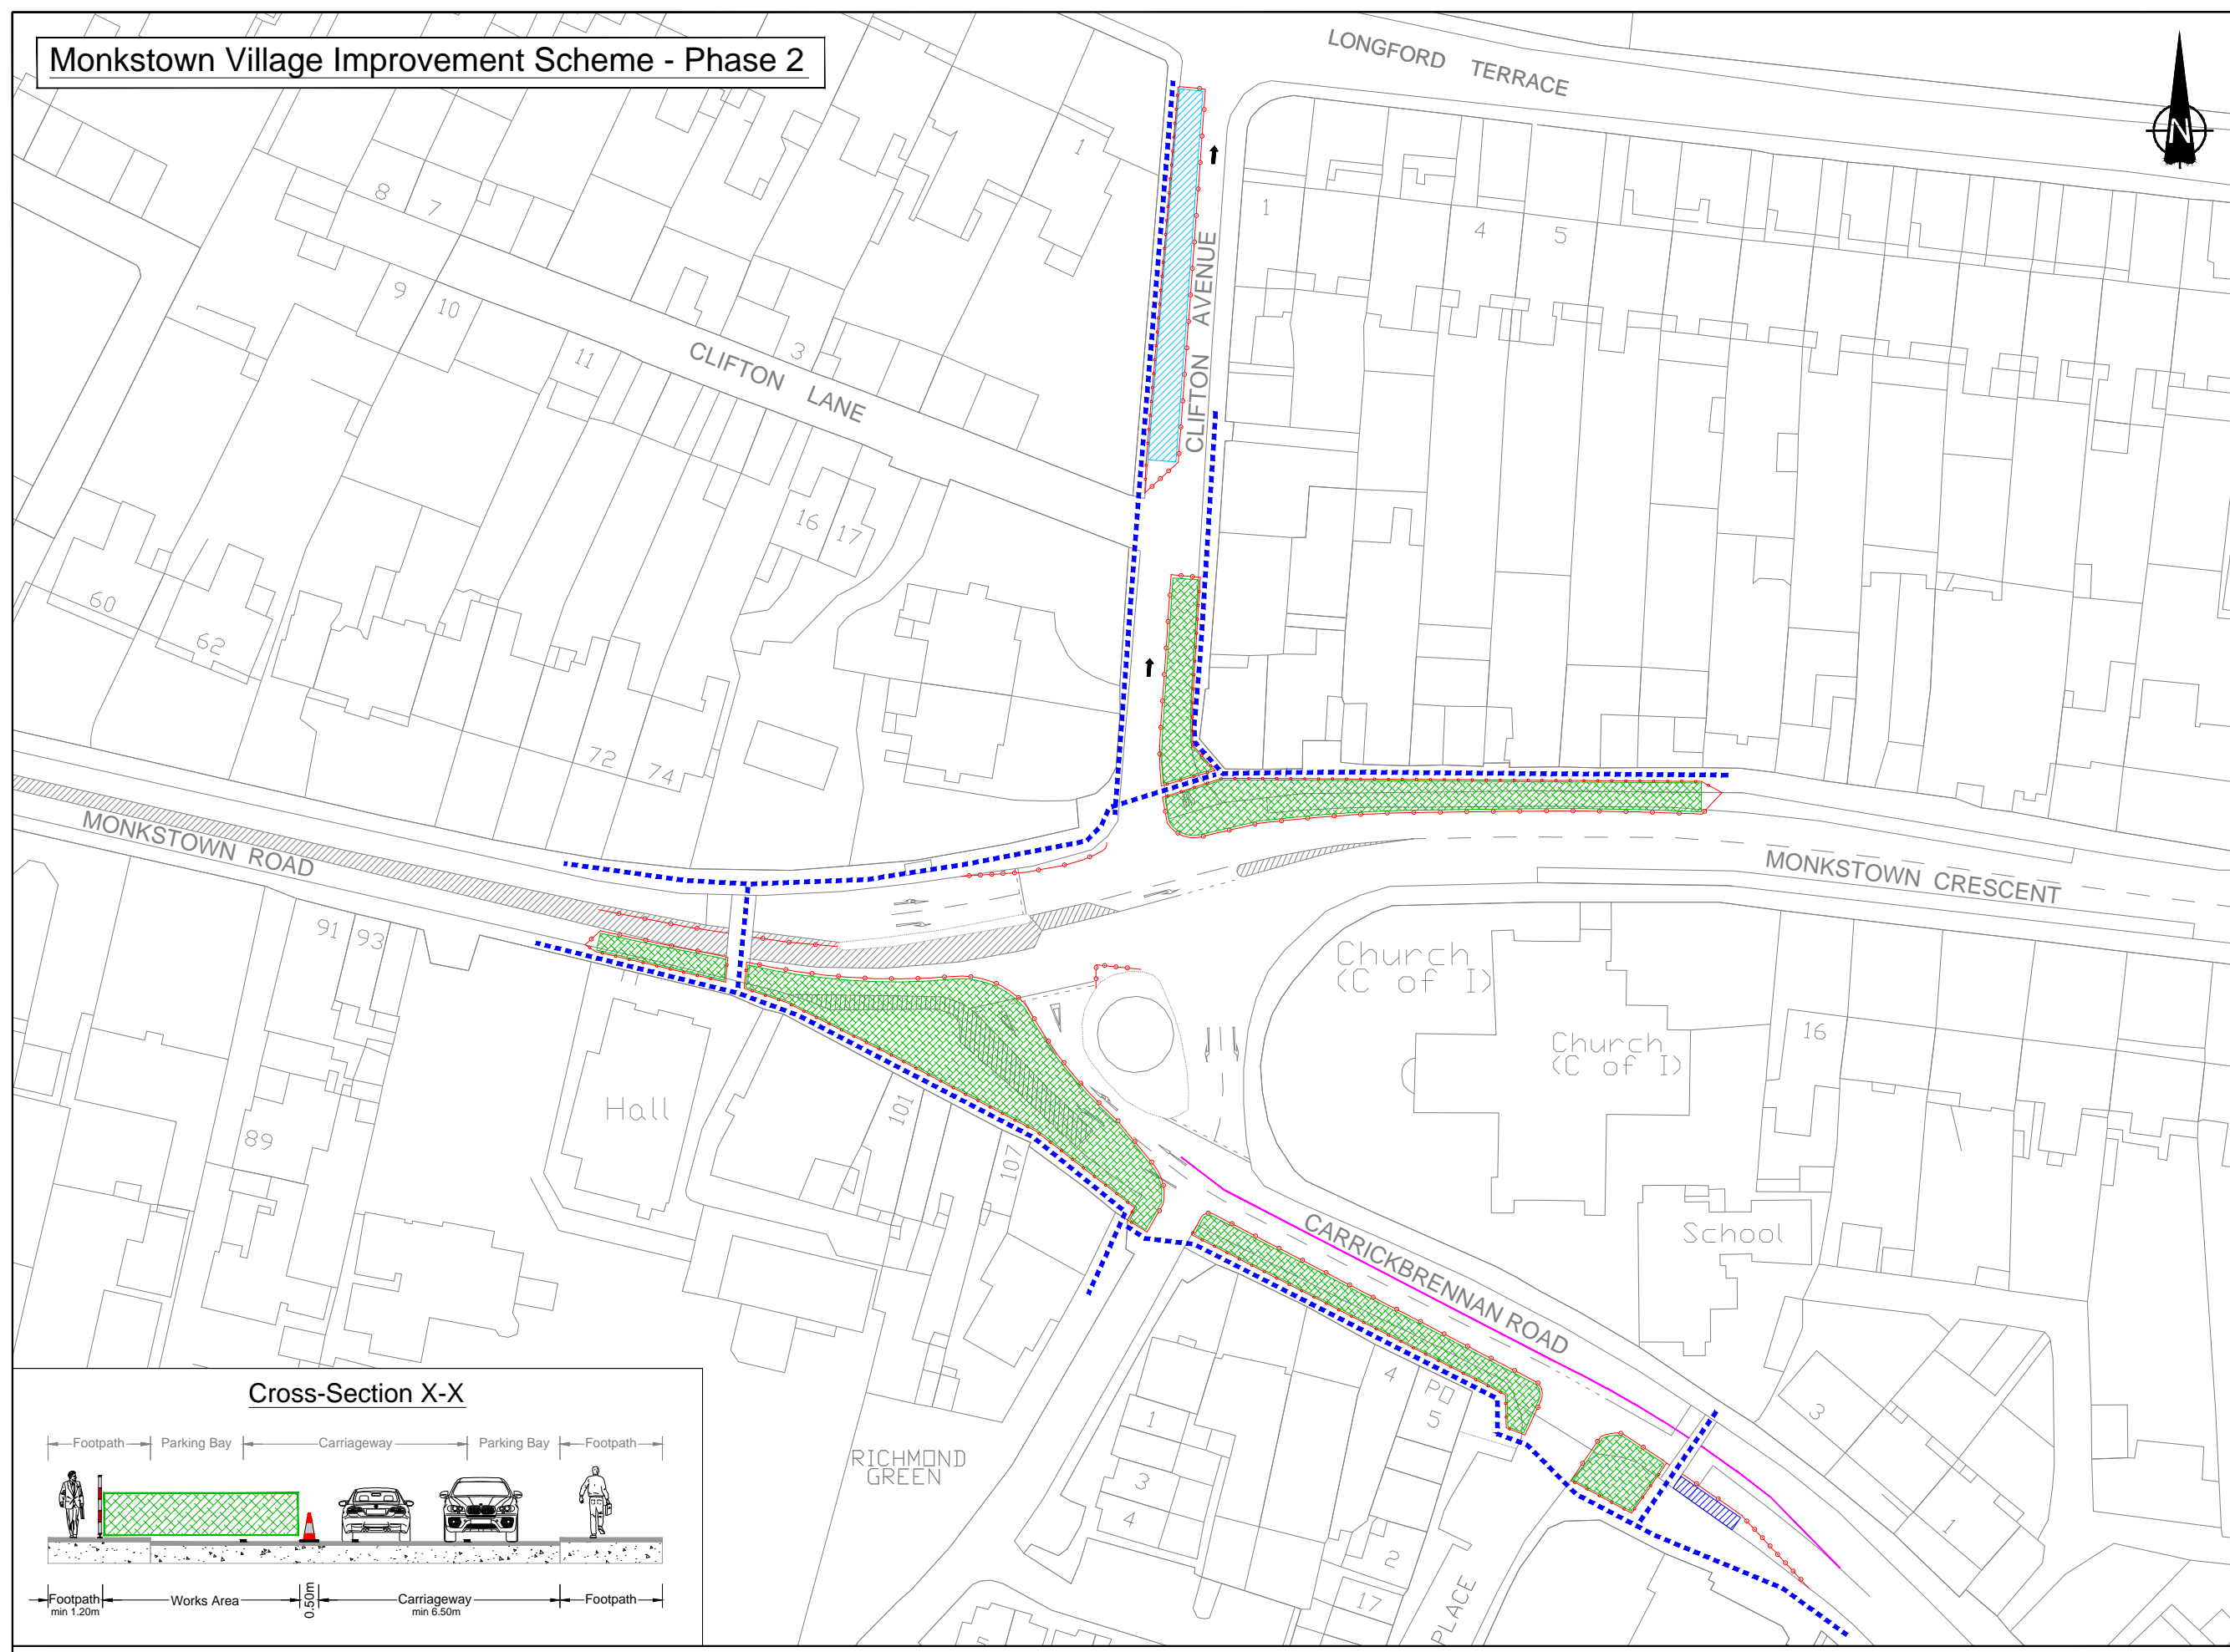 Monkstown Village Improvement Scheme - Phase 2
LONGFORD TERRACE
N
1
8
7
1
4
5
CLIFTON AVENUE
9
10
11
3
CLIFTON LANE
16
17
60
62
72
74
MONKSTOWN ROAD
MONKSTOWN CRESCENT
91
93
Church
(C of I)
Church
(C of I)
16
Hall
101
89
107
School
CARRICKBRENNAN ROAD
1
3
4
4
PO
5
2
17
3
1
RICHMOND
GREEN
PLACE
Cross-Section X-X
Footpath
Parking Bay
Carriageway
Parking Bay
Footpath
Footpath
min 1.20m
Works Area
0.50m
Carriageway
min 6.50m
Footpath